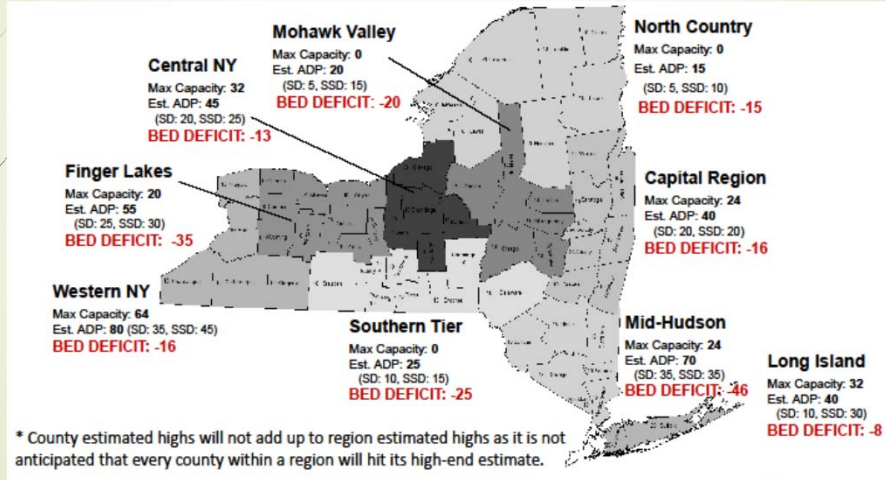 Mohawk Valley
Max Capacity: 0
Est. ADP: 20
(SD: 5, SSD: 15)
BED DEFICIT: -20
North Country
Max Capacity: 0
Est. ADP: 15
(SD: 5, SSD: 10)
BED DEFICIT: -15
Central NY
Max Capacity: 32
Est. ADP: 45
(SD: 20, SSD: 25)
BED DEFICIT: -13
Finger Lakes
Max Capacity: 20
Est. ADP: 55
(SD: 25, SSD: 30)
BED DEFICIT: -35
Capital Region
Max Capacity: 24
Est. ADP: 40
(SD: 20, SSD: 20)
BED DEFICIT: -16
Western NY
Max Capacity: 64
Est. ADP: 80 (SD: 35, SSD: 45)
BED DEFICIT: -16
Southern Tier
Max Capacity: 0
Est. ADP: 25
(SD: 10, SSD: 15)
BED DEFICIT: -25
Mid-Hudson
Max Capacity: 24
Est. ADP: 70
(SD: 35, SSD: 35)
BED DEFICIT: -46
Long Island
Max Capacity: 32
Est. ADP: 40
(SD: 10, SSD: 30)
BED DEFICIT: -8
* County estimated highs will not add up to region estimated highs as it is not
anticipated that every county within a region will hit its high-end estimate.